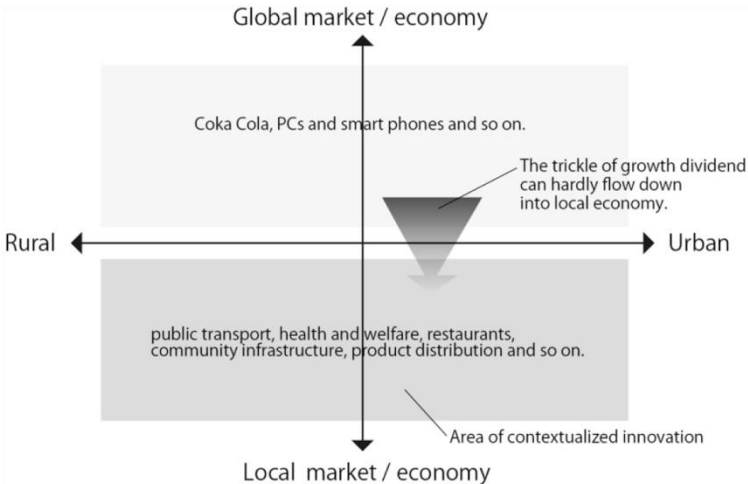 Global market / economy
Coka Cola, PCs and smart phones and so on.
The trickle of growth dividend
can hardly flow down
into local economy.
Rural
Urban
public transport, health and welfare, restaurants,
community infrastructure, product distribution and so on.
Area of contextualized innovation
Local market / economy